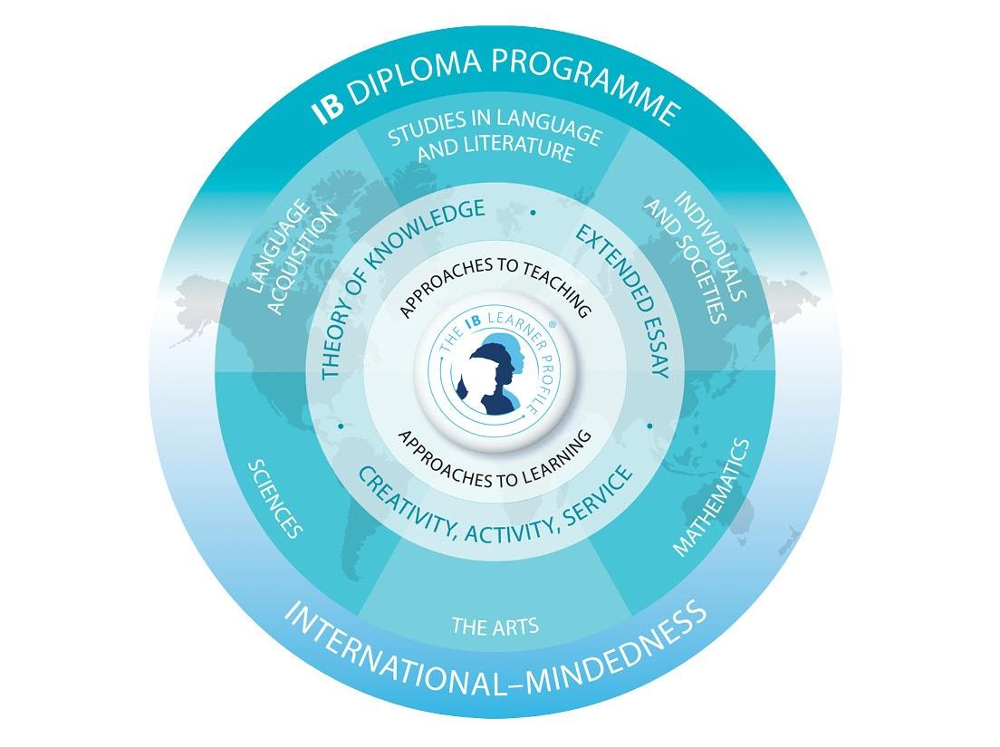 IB DIPLOMA PROGRAMME
STUDIES IN LANGUAGE
AND LITERATURE
LANGUAGE
ACQUISITION
INDIVIDUALS
AND SOCIETIES
THEORY OF KNOWLEDGE
EXTENDED ESSAY
APPROACHES TO TEACHING
THE IB LEARNER PROFILE®
APPROACHES TO LEARNING
CREATIVITY, ACTIVITY, SERVICE
SCIENCES
MATHEMATICS
THE ARTS
INTERNATIONAL–MINDEDNESS